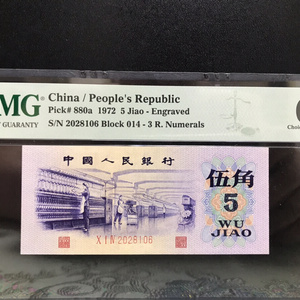 MG
GUARANTY
China / People's Republic
Pick# 880a 1972 5 Jiao - Engraved
S/N 2028106 Block 014 - 3 R. Numerals
中國人民銀行
伍角
5
WU
JIAO
X I IV 2028106